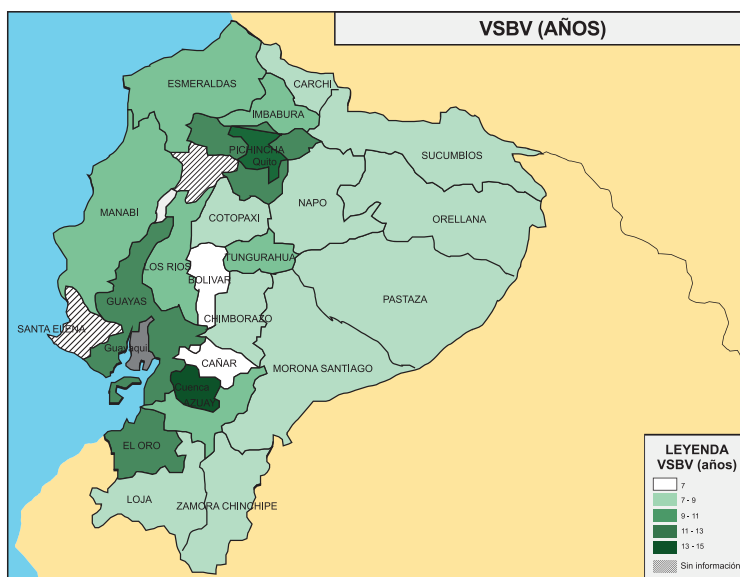 VSBV (AÑOS)
ESMERALDAS
CARCHI
IMBABURA
PICHINCHA
Quito
SUCUMBÍOS
MANABÍ
COTOPAXI
NAPO
ORELLANA
LOS RIOS
TUNGURAHUA
BOLIVAR
GUAYAS
PASTAZA
CHIMBORAZO
SANTA ELENA
Guayaquil
CAÑAR
MORONA SANTIAGO
Cuenca
AZUAY
EL ORO
LOJA
ZAMORA CHINCHIPE
LEYENDA
VSBV (años)
7
7 - 9
9 - 11
11 - 13
13 - 15
Sin información